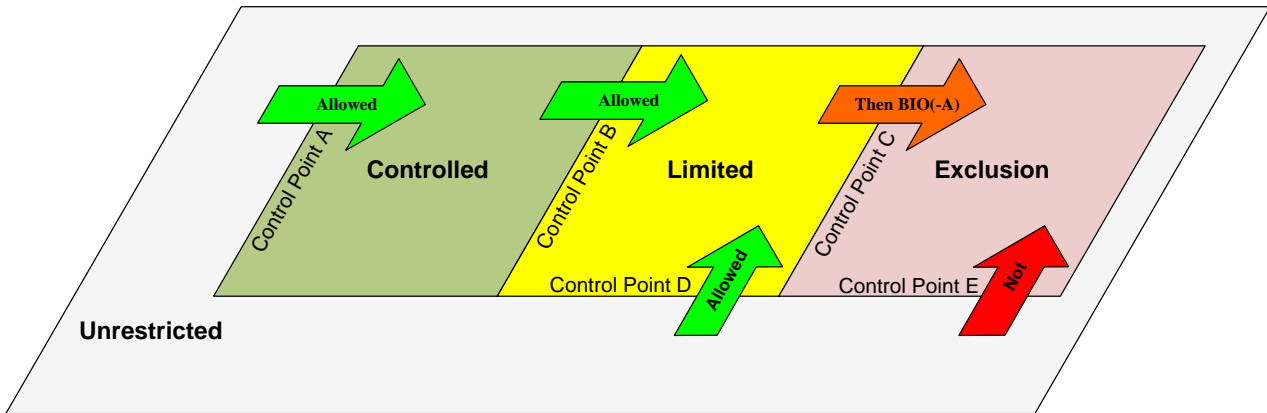 Allowed
Allowed
Then BIO(-A)
Control Point A
Controlled
Control Point B
Limited
Control Point C
Exclusion
Control Point D
Allowed
Control Point E
Not
Unrestricted